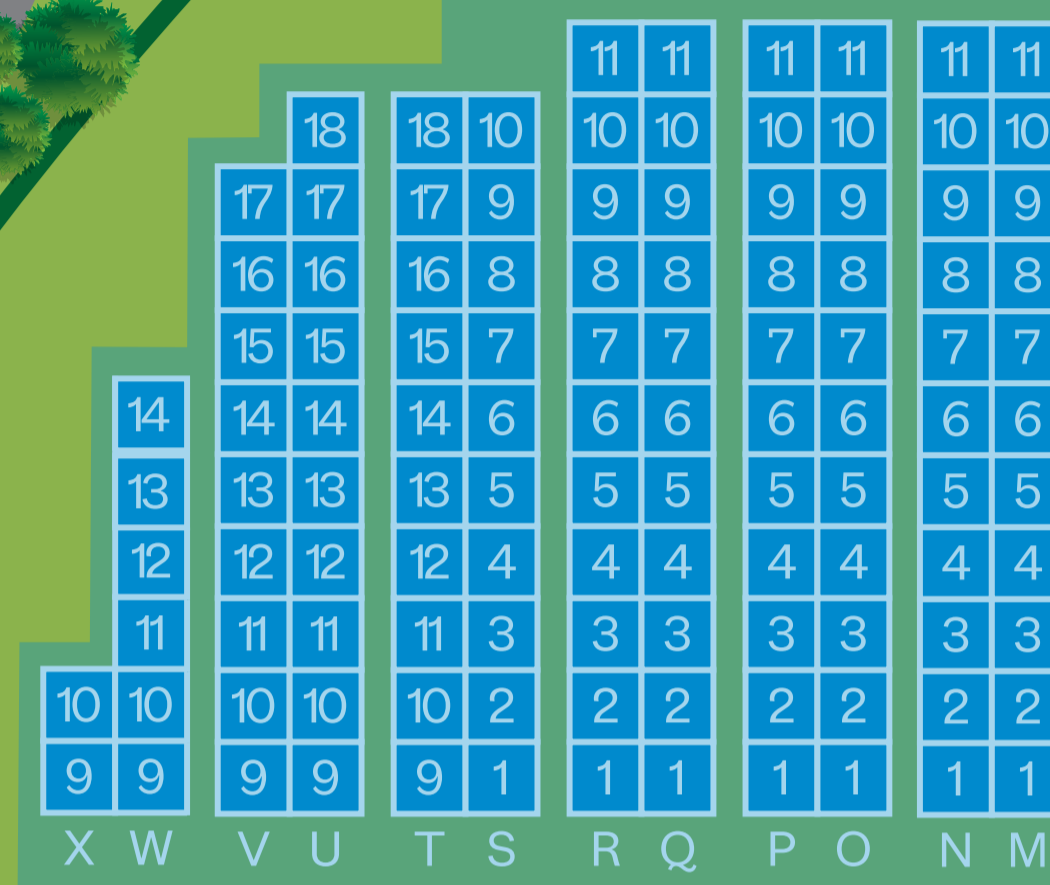 11 11 11 11 11 11
18 18 10 10 10 10 10 10 10
17 17 17 9 9 9 9 9 9 9
16 16 16 8 8 8 8 8 8 8
15 15 15 7 7 7 7 7 7 7
14 14 14 14 6 6 6 6 6 6 6
13 13 13 13 5 5 5 5 5 5 5
12 12 12 12 4 4 4 4 4 4 4
11 11 11 11 3 3 3 3 3 3 3
10 10 10 10 10 2 2 2 2 2 2 2
9 9 9 9 9 1 1 1 1 1 1 1
X W V U T S R Q P O N M